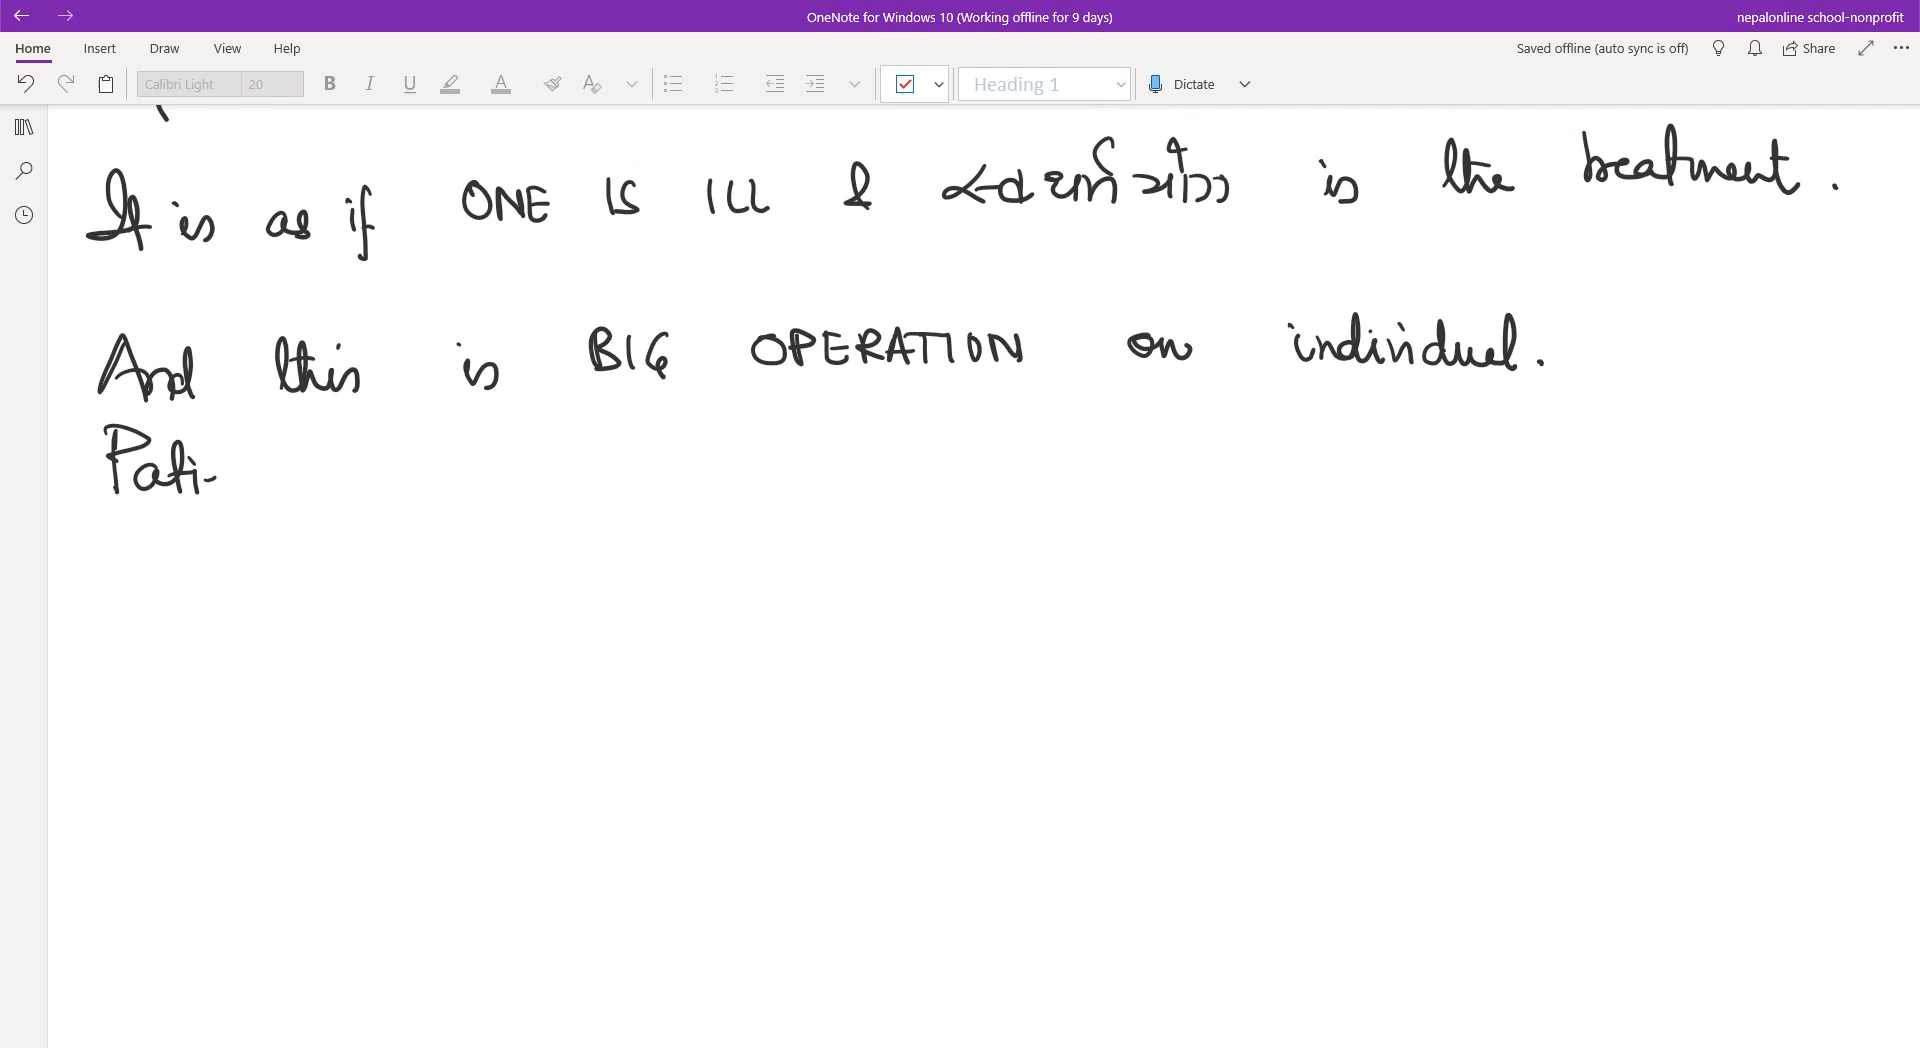 OneNote for Windows 10 (Working offline for 9 days)
nepalonline school-nonprofit
Home Insert Draw View Help
Saved offline (auto sync is off) Share
Calibri Light 20 B I U A Heading 1 Dictate
It is as if ONE IS ILL & is the treatment.
And this is BIG OPERATION on individual.
Pati-